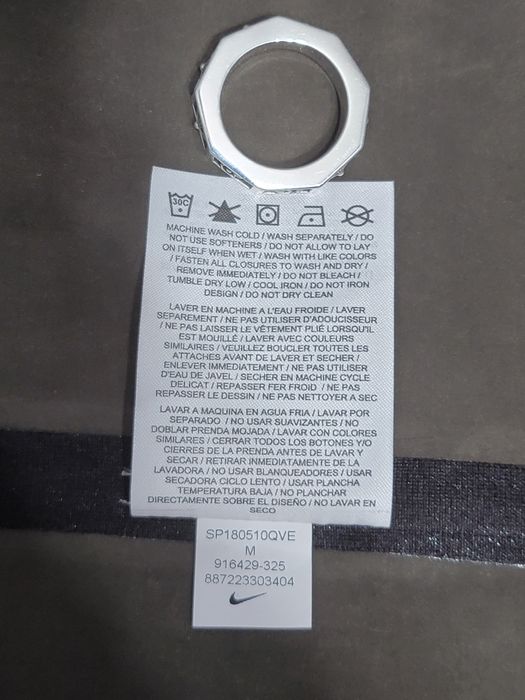 30C
MACHINE WASH COLD / WASH SEPARATELY / DO
NOT USE SOFTENERS / DO NOT ALLOW TO LAY
ON ITSELF WHEN WET / WASH WITH LIKE COLORS
/ FASTEN ALL CLOSURES TO WASH AND DRY /
REMOVE IMMEDIATELY / DO NOT BLEACH /
TUMBLE DRY LOW / COOL IRON / DO NOT IRON
DESIGN / DO NOT DRY CLEAN
LAVER EN MACHINE A L'EAU FROIDE / LAVER
SEPAREMENT / NE PAS UTILISER D'ADOUCISSEUR
/ NE PAS LAISSER LE VÊTEMENT PLIÉ LORSQU'IL
EST MOUILLÉ / LAVER AVEC COULEURS
SIMILAIRES / VEUILLEZ BOUCLER TOUTES LES
ATTACHES AVANT DE LAVER ET SECHER /
ENLEVER IMMEDIATEMENT / NE PAS UTILISER
D'EAU DE JAVEL / SECHER EN MACHINE CYCLE
DELICAT / REPASSER FER FROID / NE PAS
REPASSER LE DESSIN / NE PAS NETTOYER A SEC
LAVAR A MAQUINA EN AGUA FRIA / LAVAR POR
SEPARADO / NO USAR SUAVIZANTES / NO
DOBLAR PRENDA MOJADA / LAVAR CON COLORES
SIMILARES / CERRAR TODOS LOS BOTONES Y/O
CIERRES DE LA PRENDA ANTES DE LAVAR Y
SECAR / RETIRAR INMEDIATAMENTE DE LA
LAVADORA / NO USAR BLANQUEADORES / USAR
SECADORA CICLO LENTO / USAR PLANCHA
TEMPERATURA BAJA / NO PLANCHAR
DIRECTAMENTE SOBRE EL DISEÑO / NO LAVAR EN
SECO
SP180510QVE
M
916429-325
887223303404